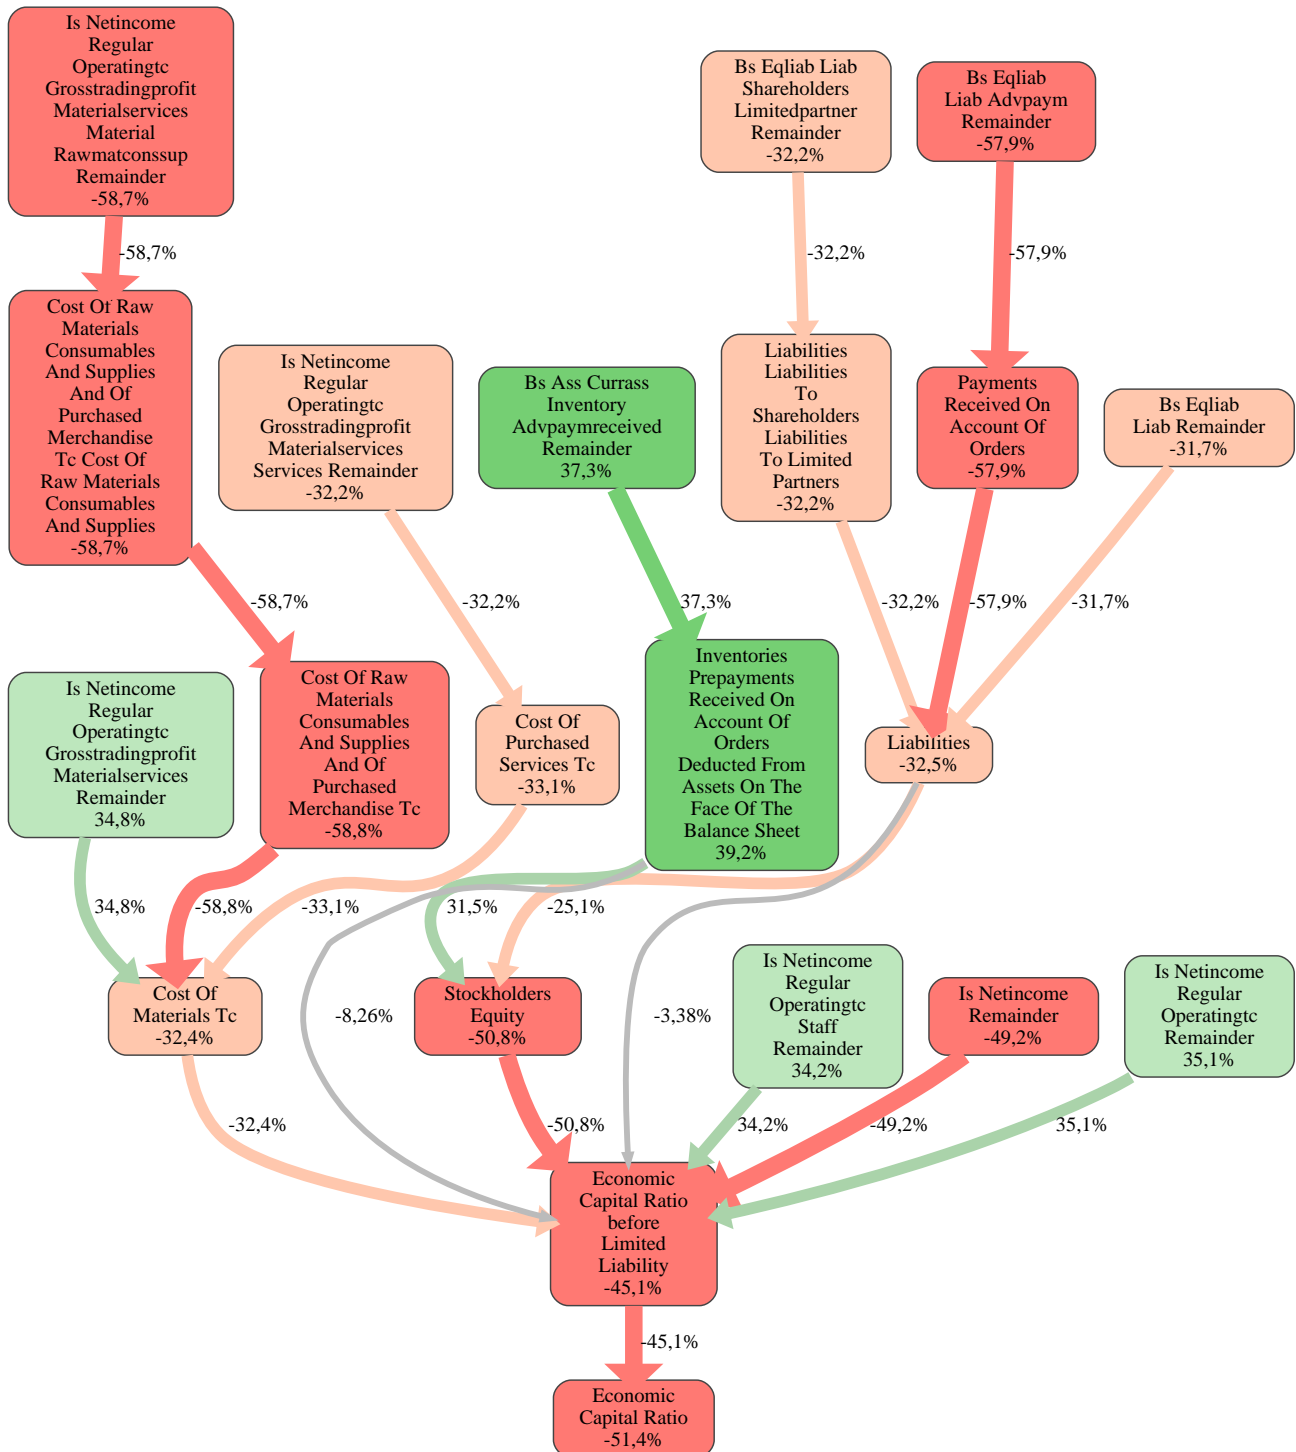 Is Netincome
Regular
Operatingtc
Grosstradingprofit
Materialservices
Material
Rawmatconssup
Remainder
-58,7%
Bs Eqliab Liab
Shareholders
Limitedpartner
Remainder
-32,2%
Bs Eqliab
Liab Advpaym
Remainder
-57,9%
-58,7%
-32,2%
-57,9%
Cost Of Raw
Materials
Consumables
And Supplies
And Of
Purchased
Merchandise
Tc Cost Of
Raw Materials
Consumables
And Supplies
-58,7%
Is Netincome
Regular
Operatingtc
Grosstradingprofit
Materialservices
Services Remainder
-32,2%
Bs Ass Currass
Inventory
Advpaymreceived
Remainder
37,3%
Liabilities
Liabilities
To
Shareholders
Liabilities
To Limited
Partners
-32,2%
Payments
Received On
Account Of
Orders
-57,9%
Bs Eqliab
Liab Remainder
-31,7%
-58,7%
-32,2%
37,3%
-32,2%
-57,9%
-31,7%
Is Netincome
Regular
Operatingtc
Grosstradingprofit
Materialservices
Remainder
34,8%
Cost Of Raw
Materials
Consumables
And Supplies
And Of
Purchased
Merchandise Tc
-58,8%
Cost Of
Purchased
Services Tc
-33,1%
Inventories
Prepayments
Received On
Account Of
Orders
Deducted From
Assets On The
Face Of The
Balance Sheet
39,2%
Liabilities
-32,5%
34,8%
-58,8%
-33,1%
31,5%
-25,1%
Cost Of
Materials Tc
-32,4%
-8,26%
Stockholders
Equity
-50,8%
-3,38%
Is Netincome
Regular
Operatingtc
Staff
Remainder
34,2%
Is Netincome
Remainder
-49,2%
Is Netincome
Regular
Operatingtc
Remainder
35,1%
-32,4%
-50,8%
34,2%
-49,2%
35,1%
Economic
Capital Ratio
before
Limited
Liability
-45,1%
-45,1%
Economic
Capital Ratio
-51,4%